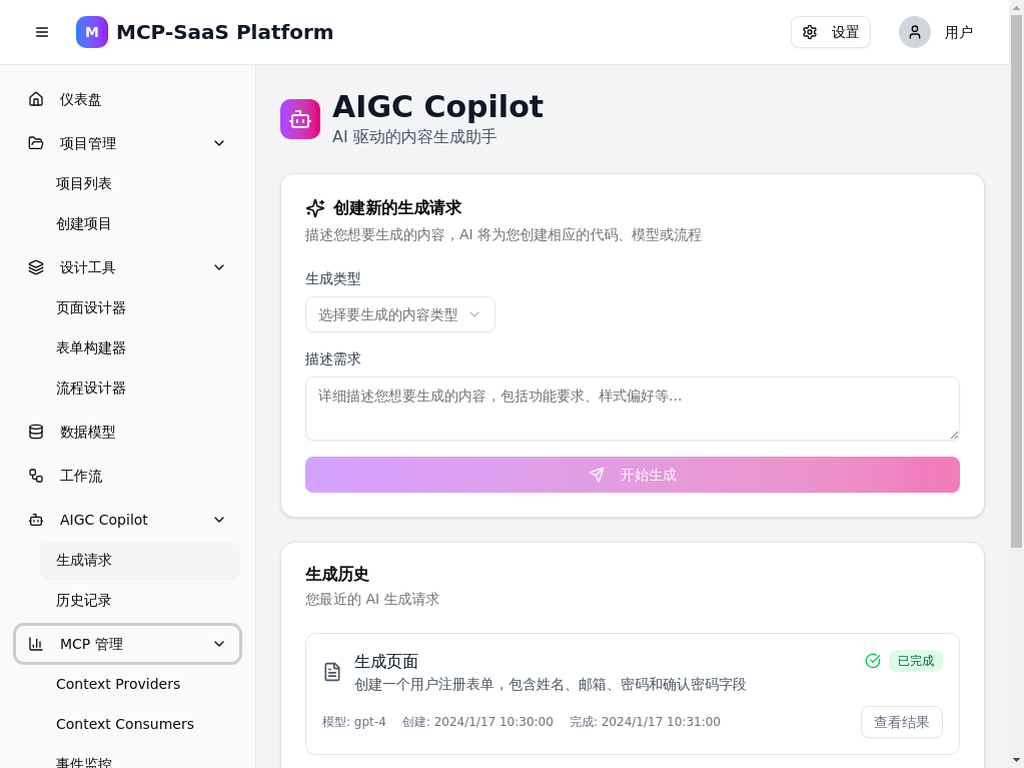 M MCP-SaaS Platform
设置
用户
仪表盘
项目管理
项目列表
创建项目
设计工具
页面设计器
表单构建器
流程设计器
数据模型
工作流
AIGC Copilot
生成请求
历史记录
MCP 管理
Context Providers
Context Consumers
事件监控
AIGC Copilot
AI 驱动的内容生成助手
创建新的生成请求
描述您想要生成的内容，AI 将为您创建相应的代码、模型或流程
生成类型
选择要生成的内容类型
描述需求
详细描述您想要生成的内容，包括功能要求、样式偏好等...
开始生成
生成历史
您最近的 AI 生成请求
生成页面
已完成
创建一个用户注册表单，包含姓名、邮箱、密码和确认密码字段
模型: gpt-4 创建: 2024/1/17 10:30:00 完成: 2024/1/17 10:31:00
查看结果